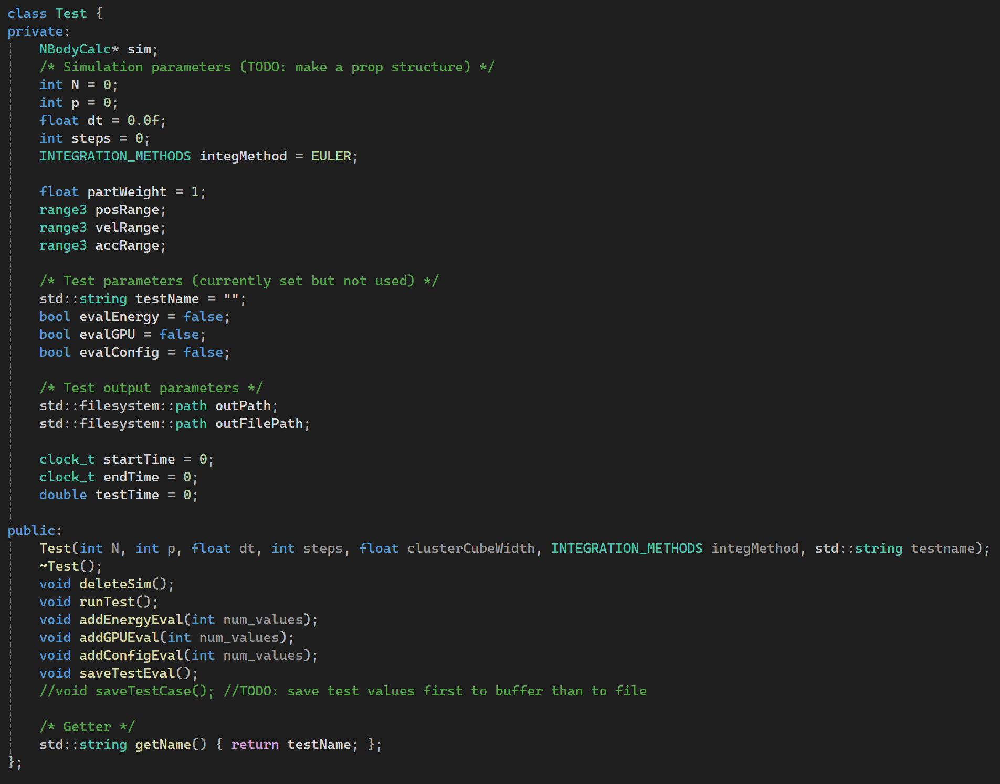 class Test {
private:
    NBodyCalc* sim;
    /* Simulation parameters (TODO: make a prop structure) */
    int N = 0;
    int p = 0;
    float dt = 0.0f;
    int steps = 0;
    INTEGRATION_METHODS integMethod = EULER;

    float partWeight = 1;
    range3 posRange;
    range3 velRange;
    range3 accRange;

    /* Test parameters (currently set but not used) */
    std::string testName = "";
    bool evalEnergy = false;
    bool evalGPU = false;
    bool evalConfig = false;

    /* Test output parameters */
    std::filesystem::path outPath;
    std::filesystem::path outFilePath;

    clock_t startTime = 0;
    clock_t endTime = 0;
    double testTime = 0;

public:
    Test(int N, int p, float dt, int steps, float clusterCubeWidth, INTEGRATION_METHODS integMethod, std::string testname);
    ~Test();
    void deleteSim();
    void runTest();
    void addEnergyEval(int num_values);
    void addGPUEval(int num_values);
    void addConfigEval(int num_values);
    void saveTestEval();
    //void saveTestCase(); //TODO: save test values first to buffer than to file

    /* Getter */
    std::string getName() { return testName; };
};